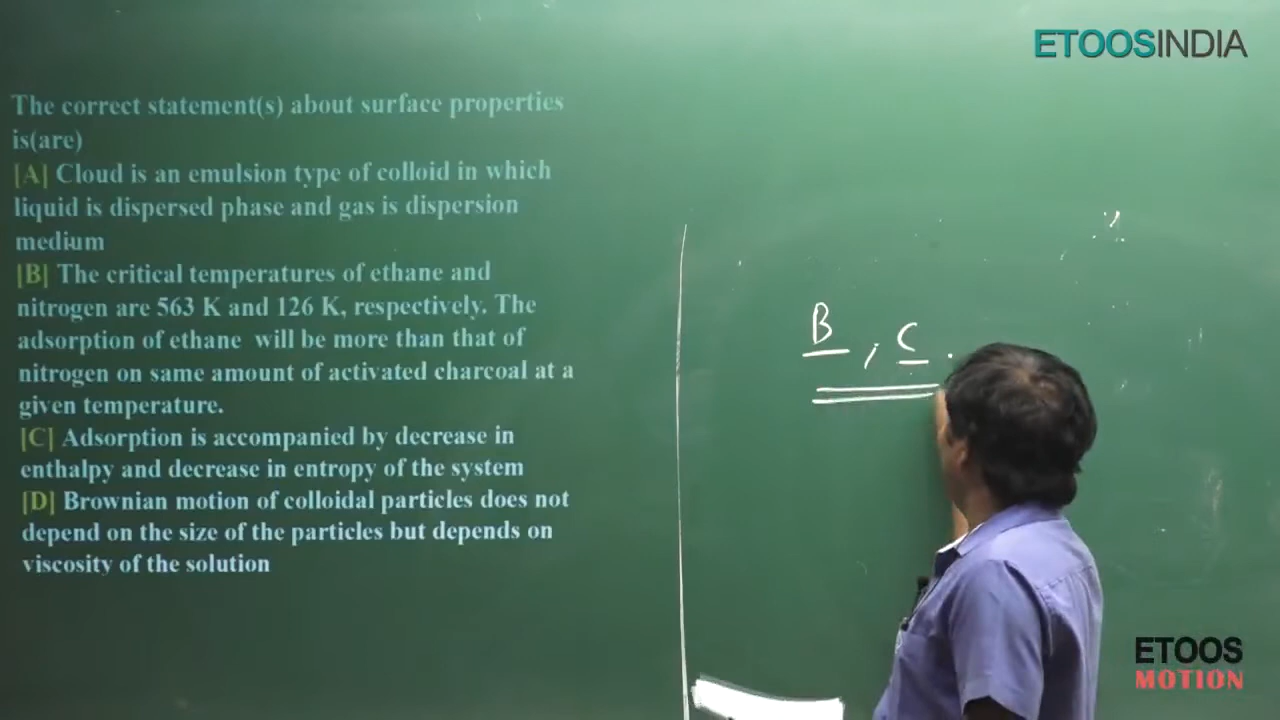 ETOOSINDIA
The correct statement(s) about surface properties
is(are)
[A] Cloud is an emulsion type of colloid in which
liquid is dispersed phase and gas is dispersion
medium
[B] The critical temperatures of ethane and
nitrogen are 563 K and 126 K, respectively. The
adsorption of ethane will be more than that of
nitrogen on same amount of activated charcoal at a
given temperature.
[C] Adsorption is accompanied by decrease in
enthalpy and decrease in entropy of the system
[D] Brownian motion of colloidal particles does not
depend on the size of the particles but depends on
viscosity of the solution
B , C .
ETOOS
MOTION